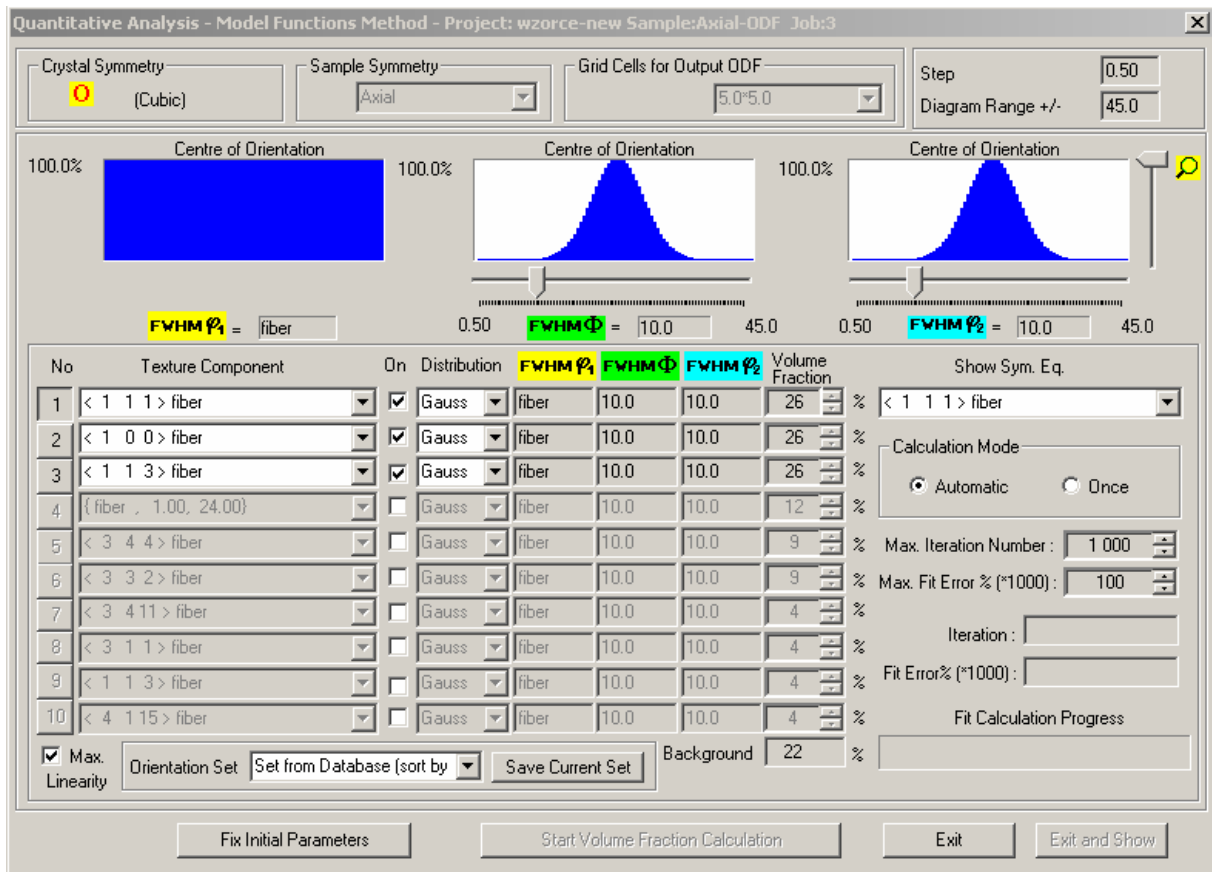 Quantitative Analysis - Model Functions Method - Project: wzorce-new Sample:Axial-ODF Job:3
Crystal Symmetry
O (Cubic)
Sample Symmetry
Axial
Grid Cells for Output ODF
5.0*5.0
Step 0.50
Diagram Range +/- 45.0
Centre of Orientation
100.0%
Centre of Orientation
100.0%
Centre of Orientation
100.0%
FWHM φ1 = fiber
0.50 FWHM Φ = 10.0 45.0
0.50 FWHM φ2 = 10.0 45.0
No Texture Component On Distribution FWHM φ1 FWHM Φ FWHM φ2 Volume Fraction
1 < 1 1 1 > fiber Gauss fiber 10.0 10.0 26 %
2 < 1 0 0 > fiber Gauss fiber 10.0 10.0 26 %
3 < 1 1 3 > fiber Gauss fiber 10.0 10.0 26 %
4 { fiber , 1.00, 24.00} Gauss fiber 10.0 10.0 12 %
5 < 3 4 4 > fiber Gauss fiber 10.0 10.0 9 %
6 < 3 3 2 > fiber Gauss fiber 10.0 10.0 9 %
7 < 3 4 11 > fiber Gauss fiber 10.0 10.0 4 %
8 < 3 1 1 > fiber Gauss fiber 10.0 10.0 4 %
9 < 1 1 3 > fiber Gauss fiber 10.0 10.0 4 %
10 < 4 1 15 > fiber Gauss fiber 10.0 10.0 4 %
Max. Linearity
Orientation Set Set from Database (sort by Save Current Set
Background 22 %
Show Sym. Eq.
< 1 1 1 > fiber
Calculation Mode
Automatic Once
Max. Iteration Number : 1 000
Max. Fit Error % (*1000) : 100
Iteration :
Fit Error% (*1000) :
Fit Calculation Progress
Fix Initial Parameters Start Volume Fraction Calculation Exit Exit and Show